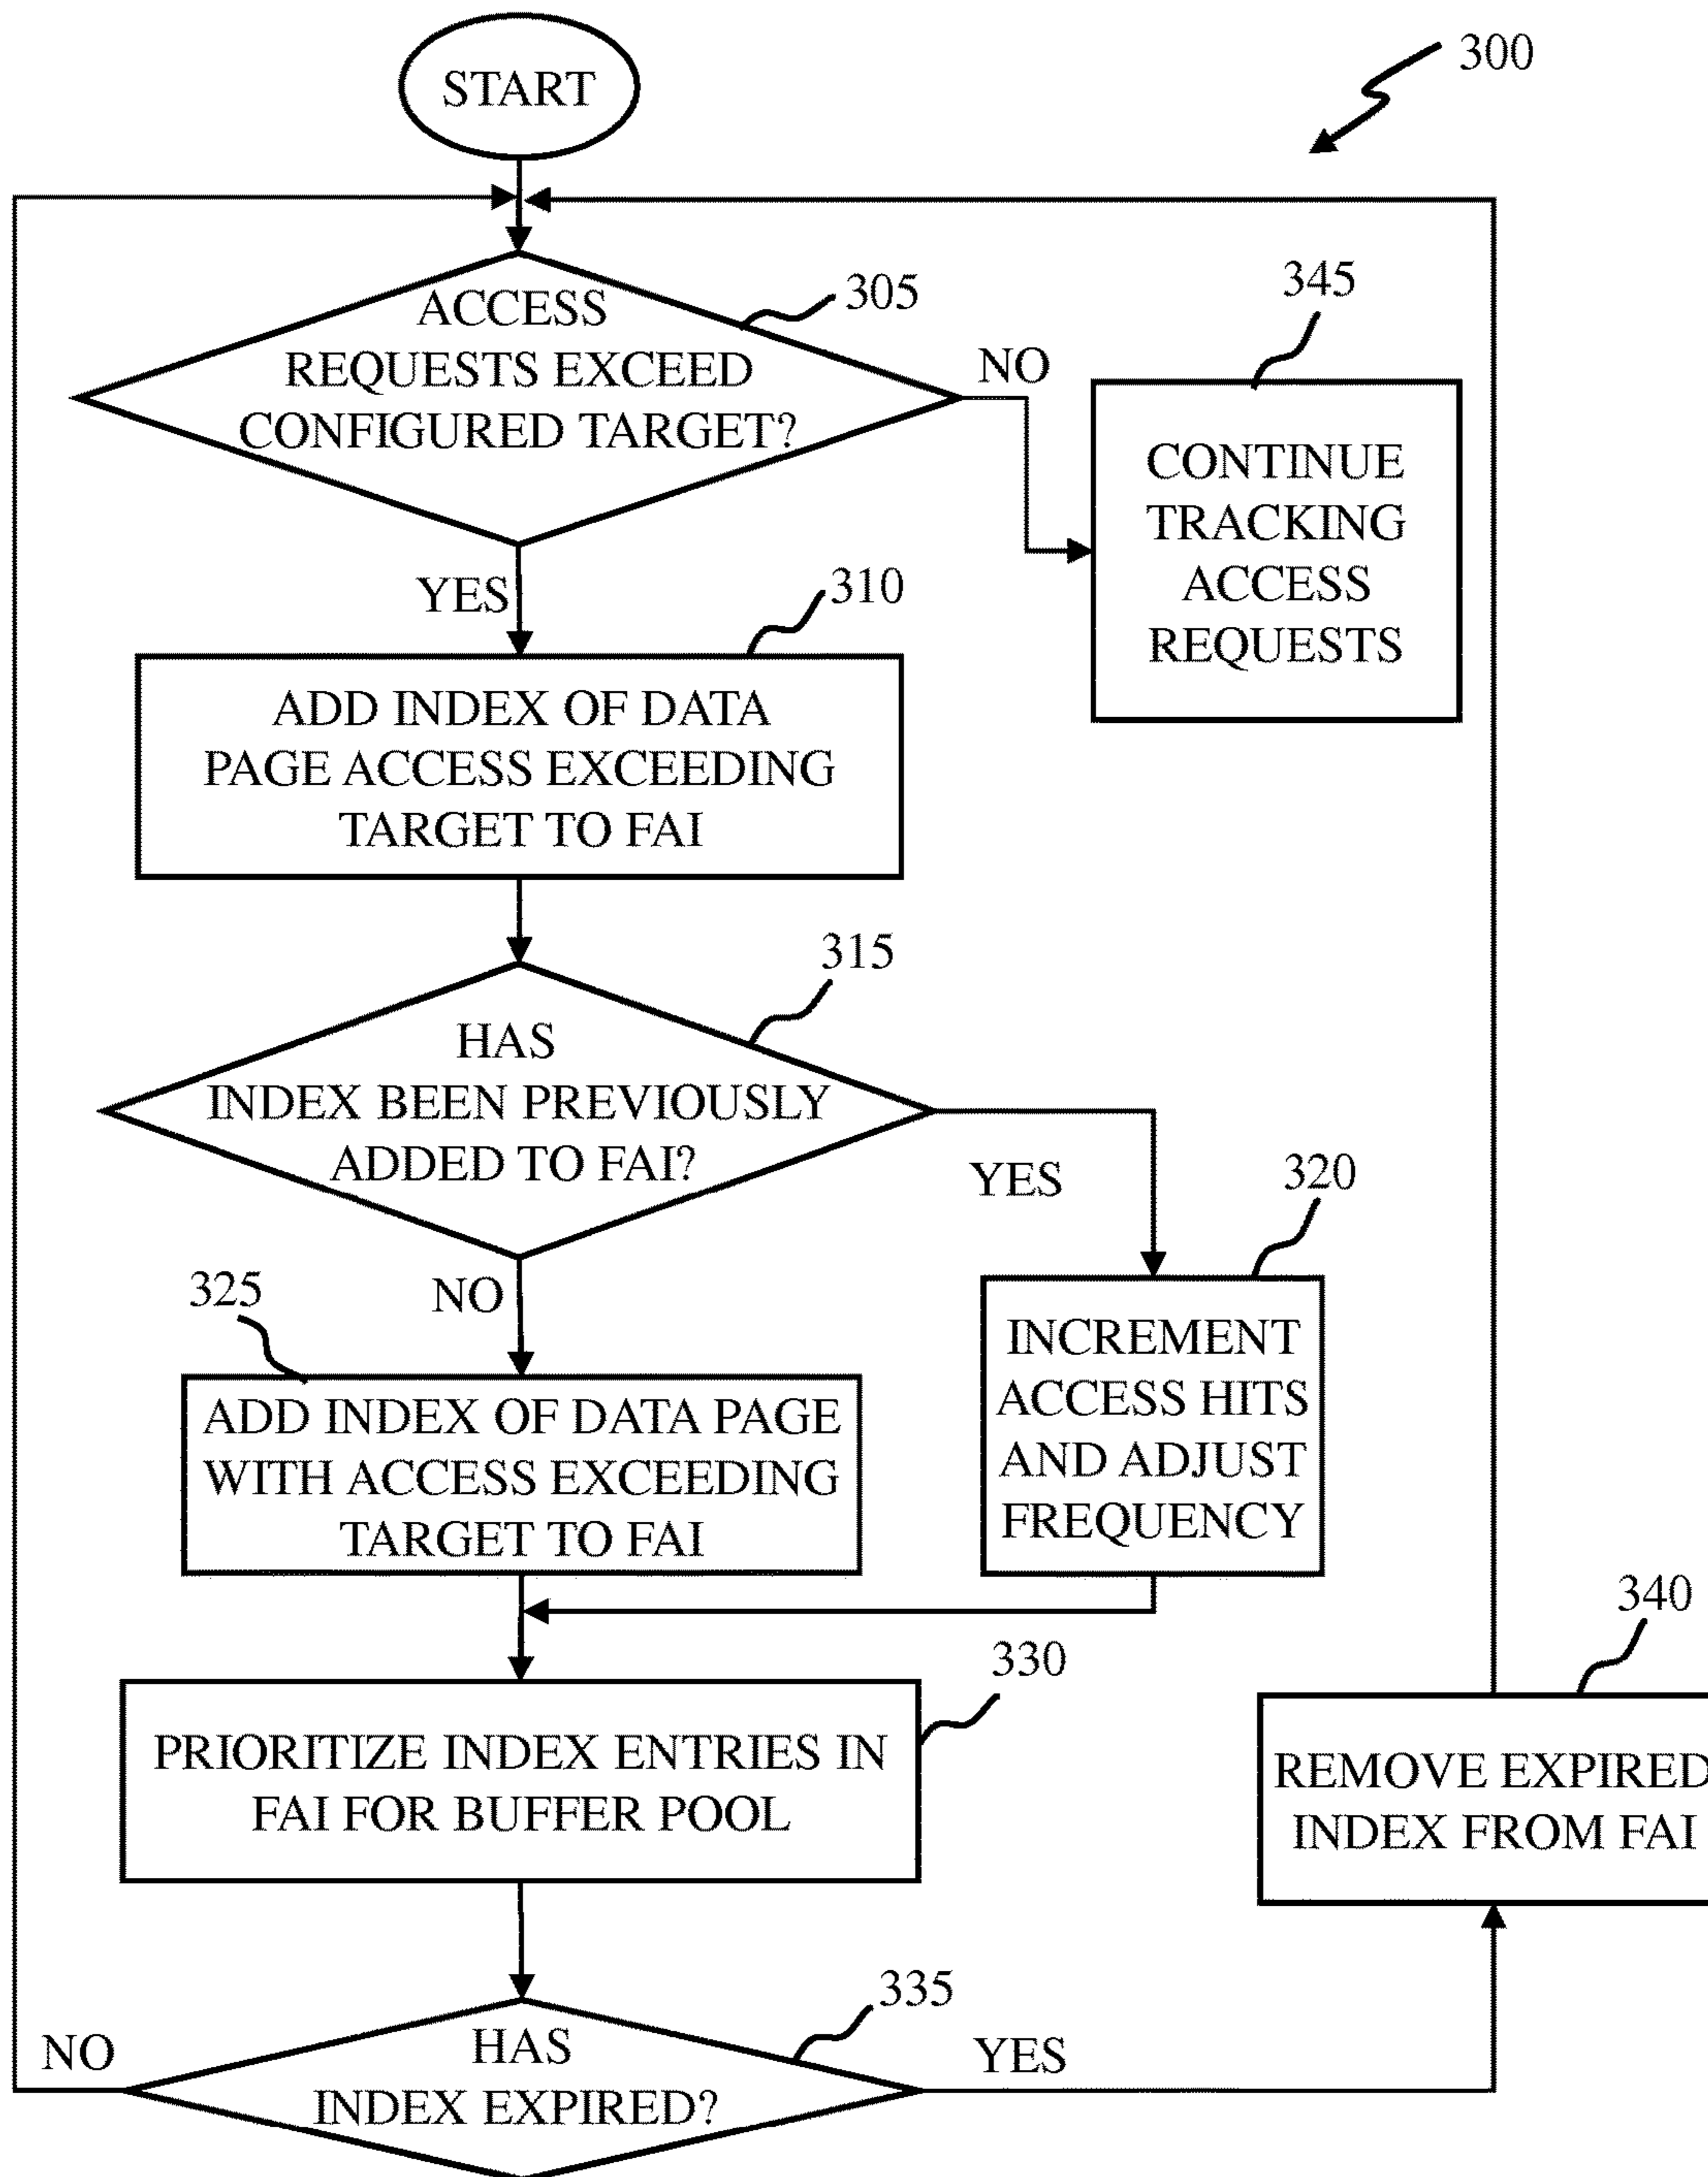 START
300
ACCESS
REQUESTS EXCEED
CONFIGURED TARGET?
305
NO
345
CONTINUE
TRACKING
ACCESS
REQUESTS
YES
310
ADD INDEX OF DATA
PAGE ACCESS EXCEEDING
TARGET TO FAI
315
HAS
INDEX BEEN PREVIOUSLY
ADDED TO FAI?
YES
320
INCREMENT
ACCESS HITS
AND ADJUST
FREQUENCY
NO
325
ADD INDEX OF DATA PAGE
WITH ACCESS EXCEEDING
TARGET TO FAI
330
PRIORITIZE INDEX ENTRIES IN
FAI FOR BUFFER POOL
340
REMOVE EXPIRED
INDEX FROM FAI
335
HAS
INDEX EXPIRED?
NO
YES